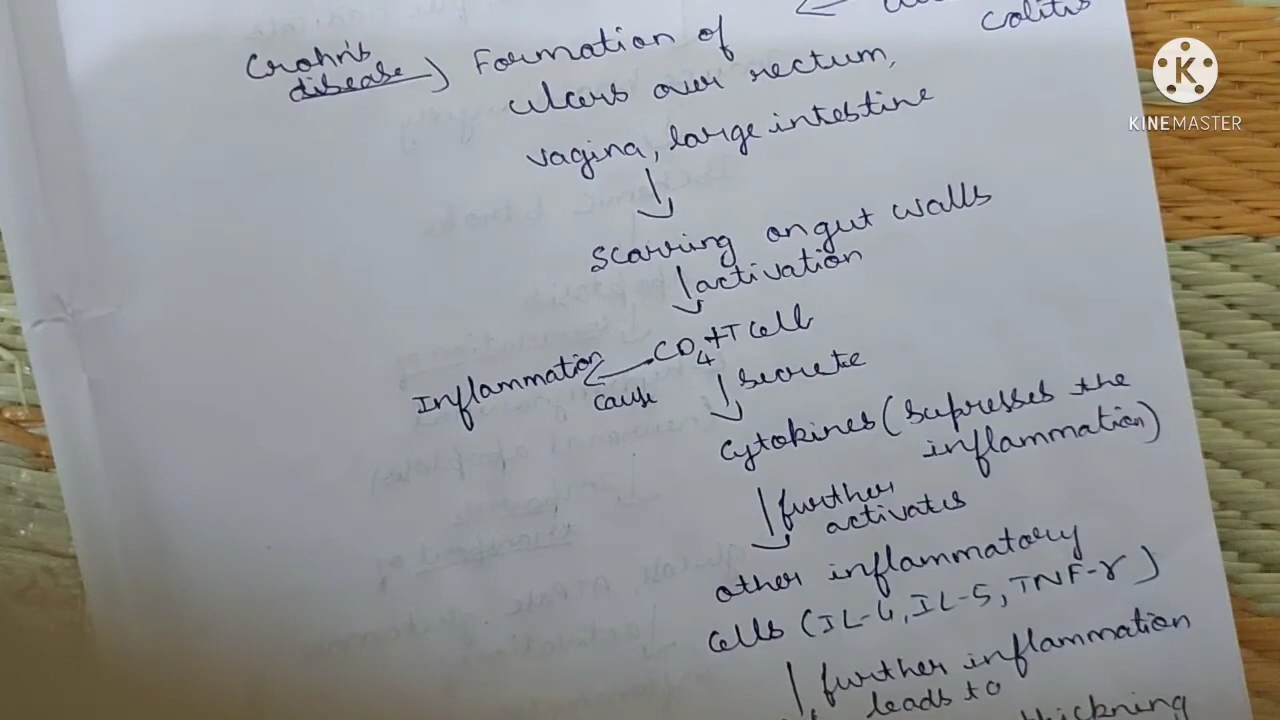 colitis
Crohn's
disease) Formation of
ulcers over rectum,
vagina, large intestine
scarring on gut walls
activation
CD4+T cell
Inflammation
cause
secrete
cytokines (supresses the
inflammation)
further
activates
other inflammatory
cells (IL-4, IL-5, TNF-γ)
further inflammation
leads to
thickning
K
KINEMASTER